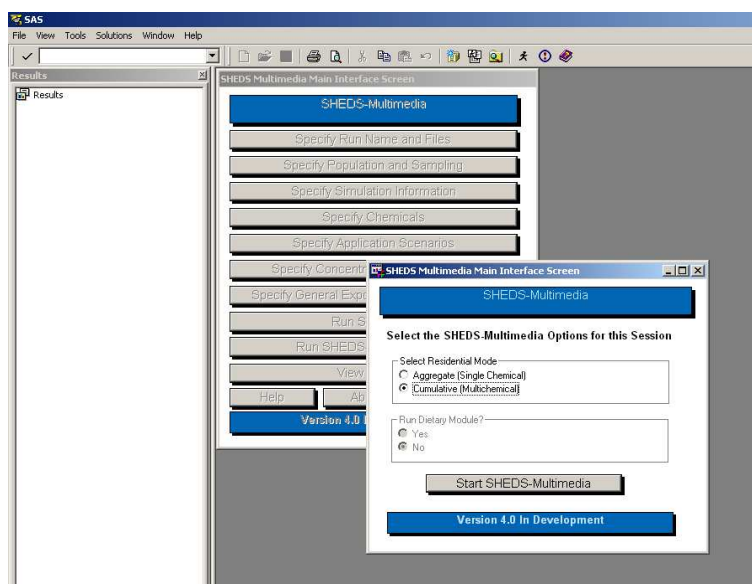 SAS
File View Tools Solutions Window Help
Results
Results
SHEDS Multimedia Main Interface Screen
SHEDS-Multimedia
Specify Run Name and Files
Specify Population and Sampling
Specify Simulation Information
Specify Chemicals
Specify Application Scenarios
Specify
Specify General
Run
Run SHEDS
View
Help
Version 4.0
SHEDS Multimedia Main Interface Screen
SHEDS-Multimedia
Select the SHEDS-Multimedia Options for this Session
Select Residential Mode
Aggregate (Single Chemical)
Cumulative (Multichemical)
Run Dietary Module?
Yes
No
Start SHEDS-Multimedia
Version 4.0 In Development